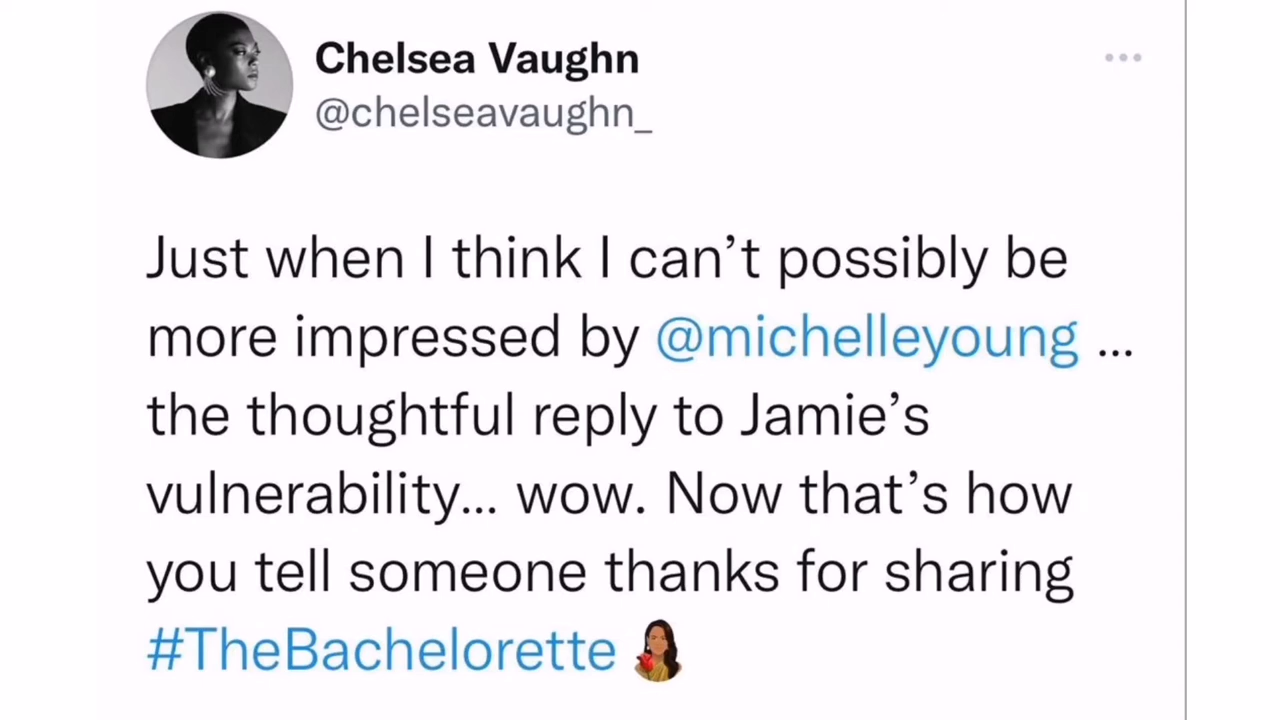 Chelsea Vaughn
@chelseavaughn_
Just when I think I can’t possibly be
more impressed by @michelleyoung ...
the thoughtful reply to Jamie’s
vulnerability... wow. Now that’s how
you tell someone thanks for sharing
#TheBachelorette